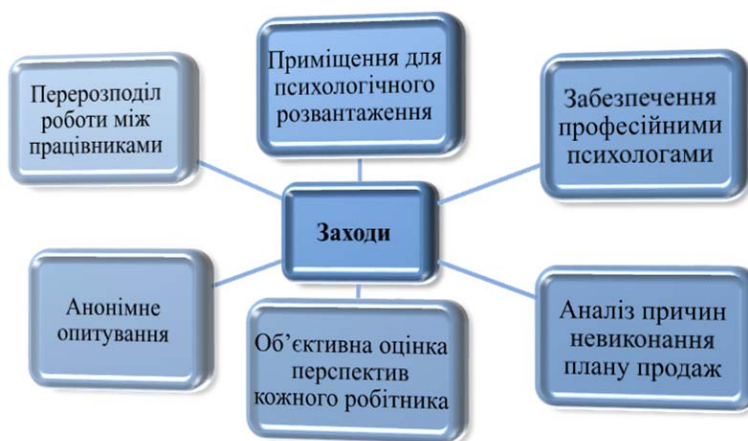 Перерозподіл
роботи між
працівниками
Приміщення для
психологічного
розвантаження
Забезпечення
професійними
психологами
Заходи
Анонімне
опитування
Об’єктивна оцінка
перспектив
кожного робітника
Аналіз причин
невиконання
плану продаж